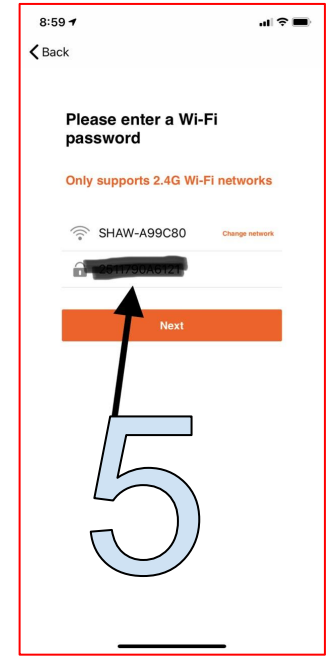 8:59
Back
Please enter a Wi-Fi
password
Only supports 2.4G Wi-Fi networks
SHAW-A99C80 Change network
Next
5